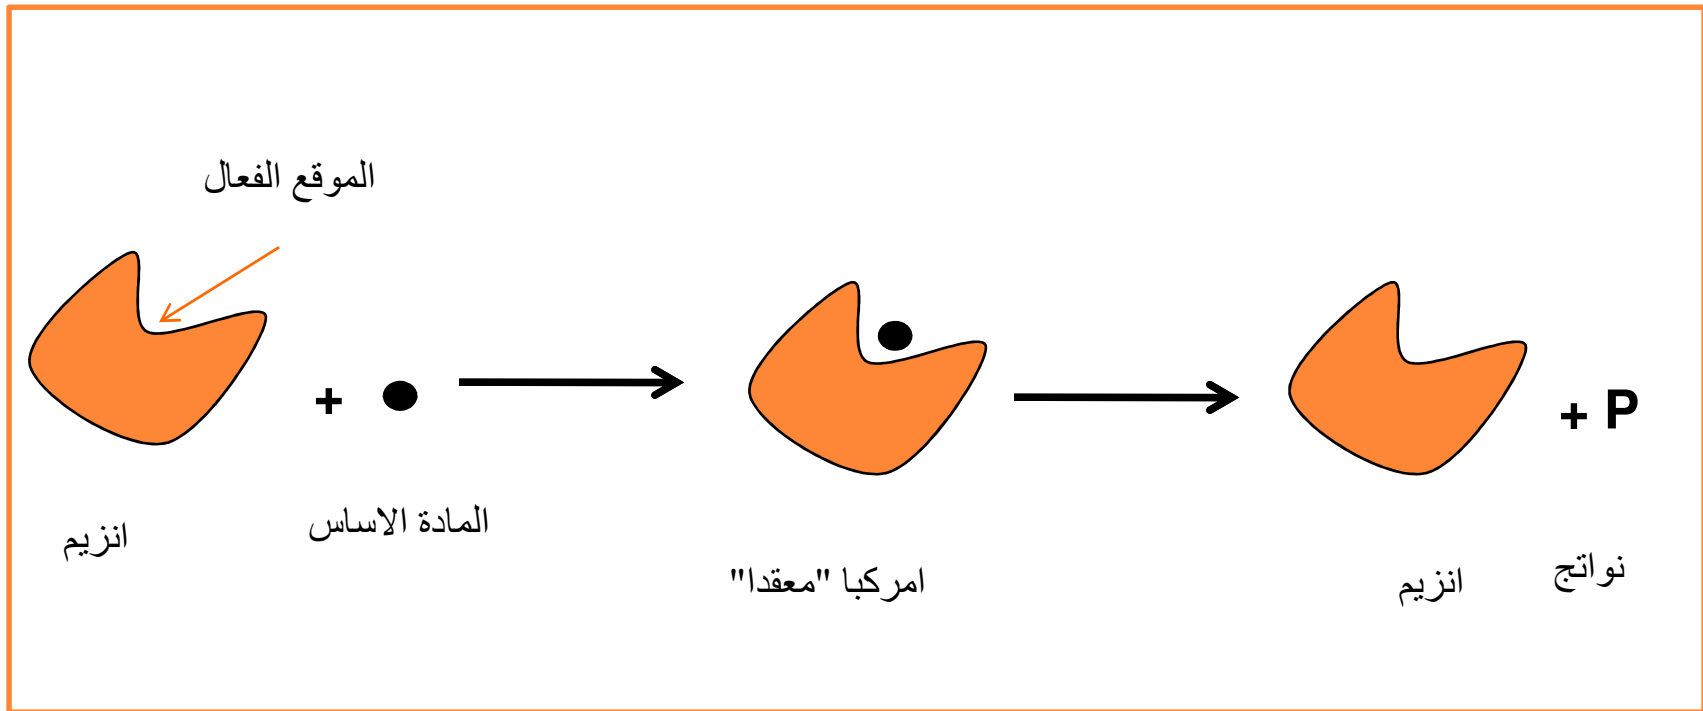 الموقع الفعال
+
+ P
انزيم
المادة الاساس
امركبا "معقدا"
انزيم
نواتج